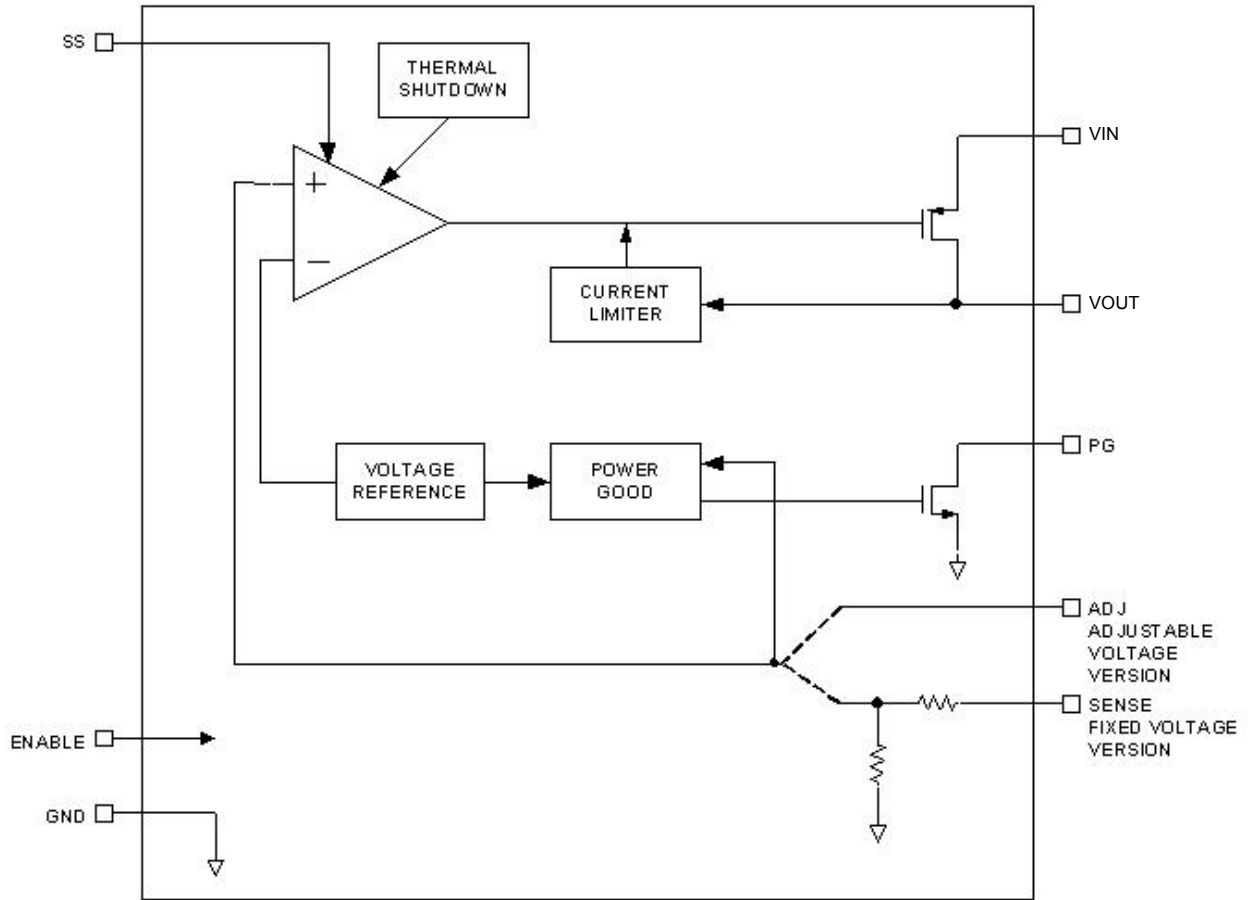 SS
THERMAL
SHUTDOWN
VIN
+
−
CURRENT
LIMITER
VOUT
VOLTAGE
REFERENCE
POWER
GOOD
PG
ADJ
ADJUSTABLE
VOLTAGE
VERSION
SENSE
FIXED VOLTAGE
VERSION
ENABLE
GND